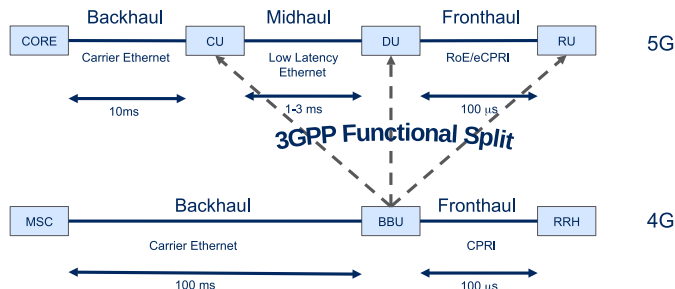 Backhaul Midhaul Fronthaul
CORE CU DU RU 5G
Carrier Ethernet Low Latency RoE/eCPRI
Ethernet
10ms 1-3 ms 100 μs
3GPP Functional Split
Backhaul Fronthaul
MSC BBU RRH 4G
Carrier Ethernet CPRI
100 ms 100 μs